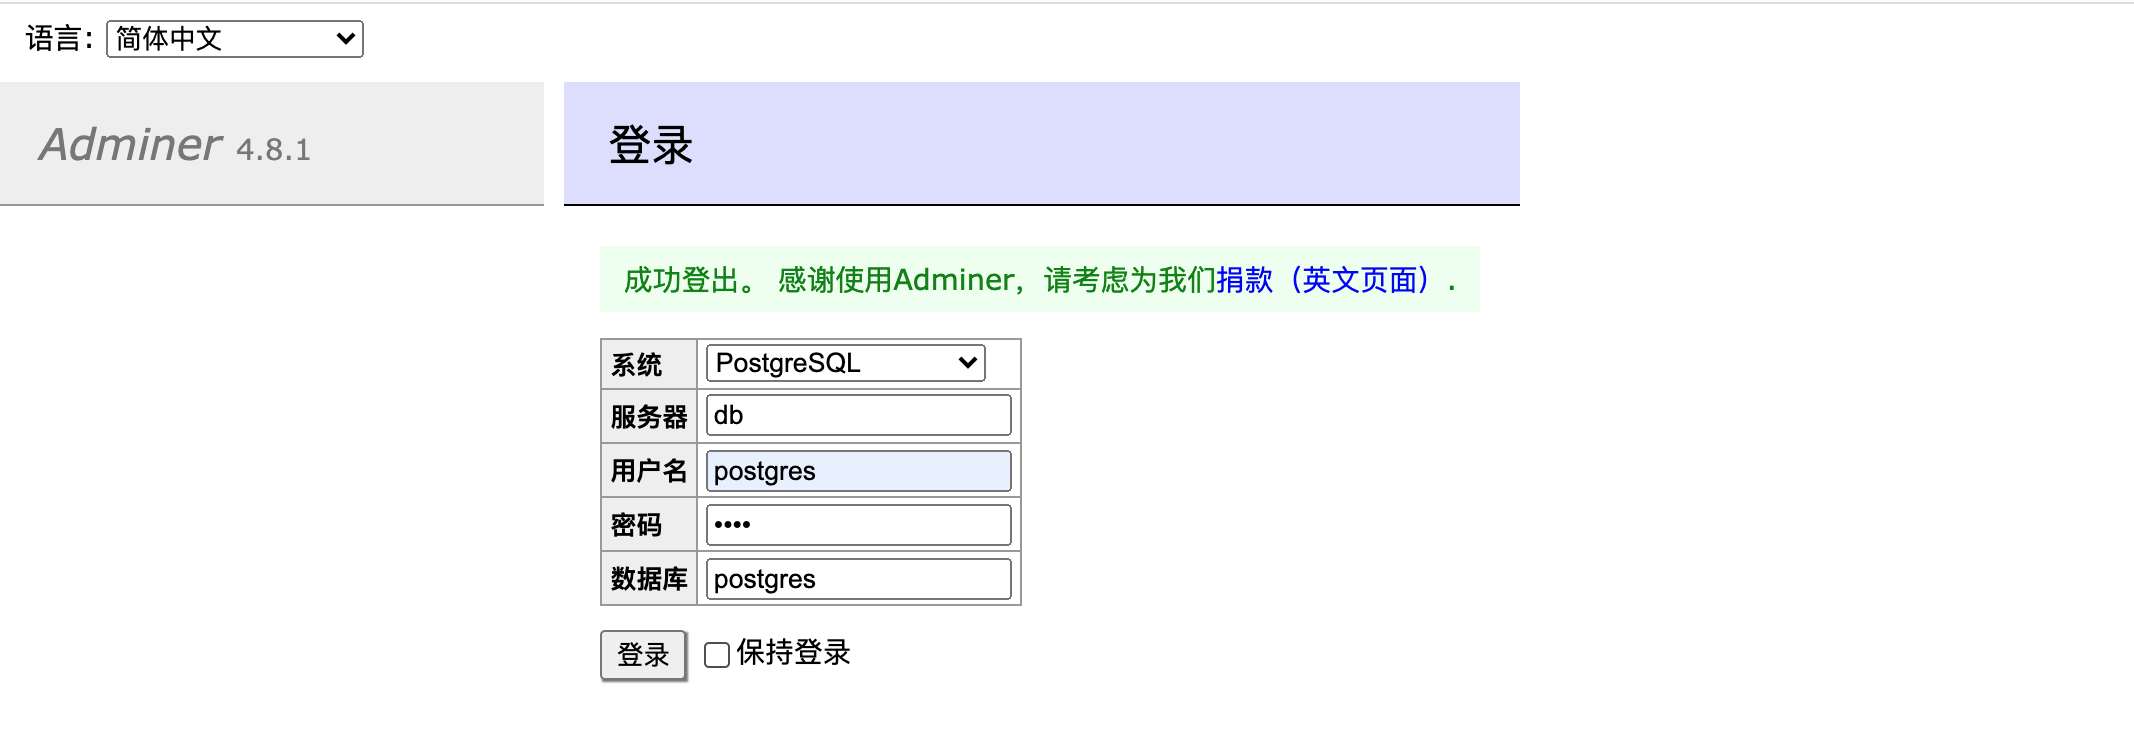 语言: 简体中文
Adminer 4.8.1
登录
成功登出。 感谢使用Adminer，请考虑为我们捐款（英文页面）.
系统 PostgreSQL
服务器 db
用户名 postgres
密码 ••••
数据库 postgres
登录 保持登录